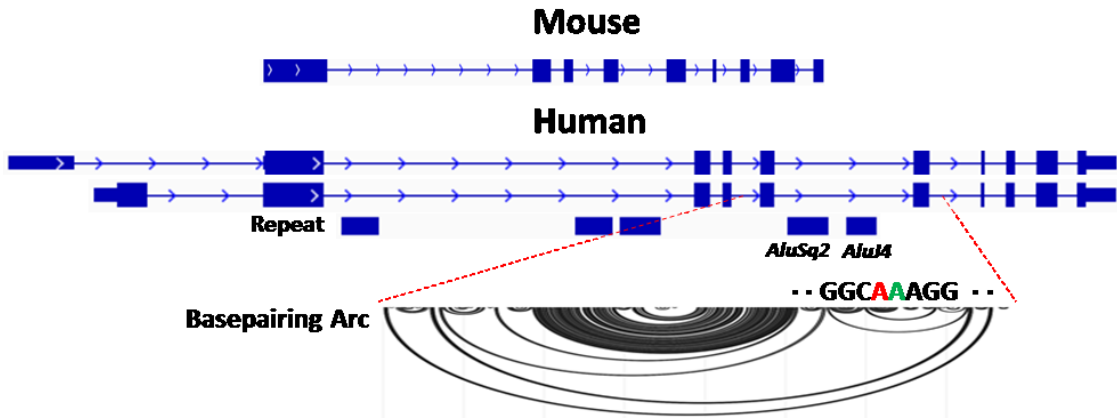 Mouse
Human
Repeat
AluSq2 AluJ4
- - GGCAAAGG - -
Basepairing Arc